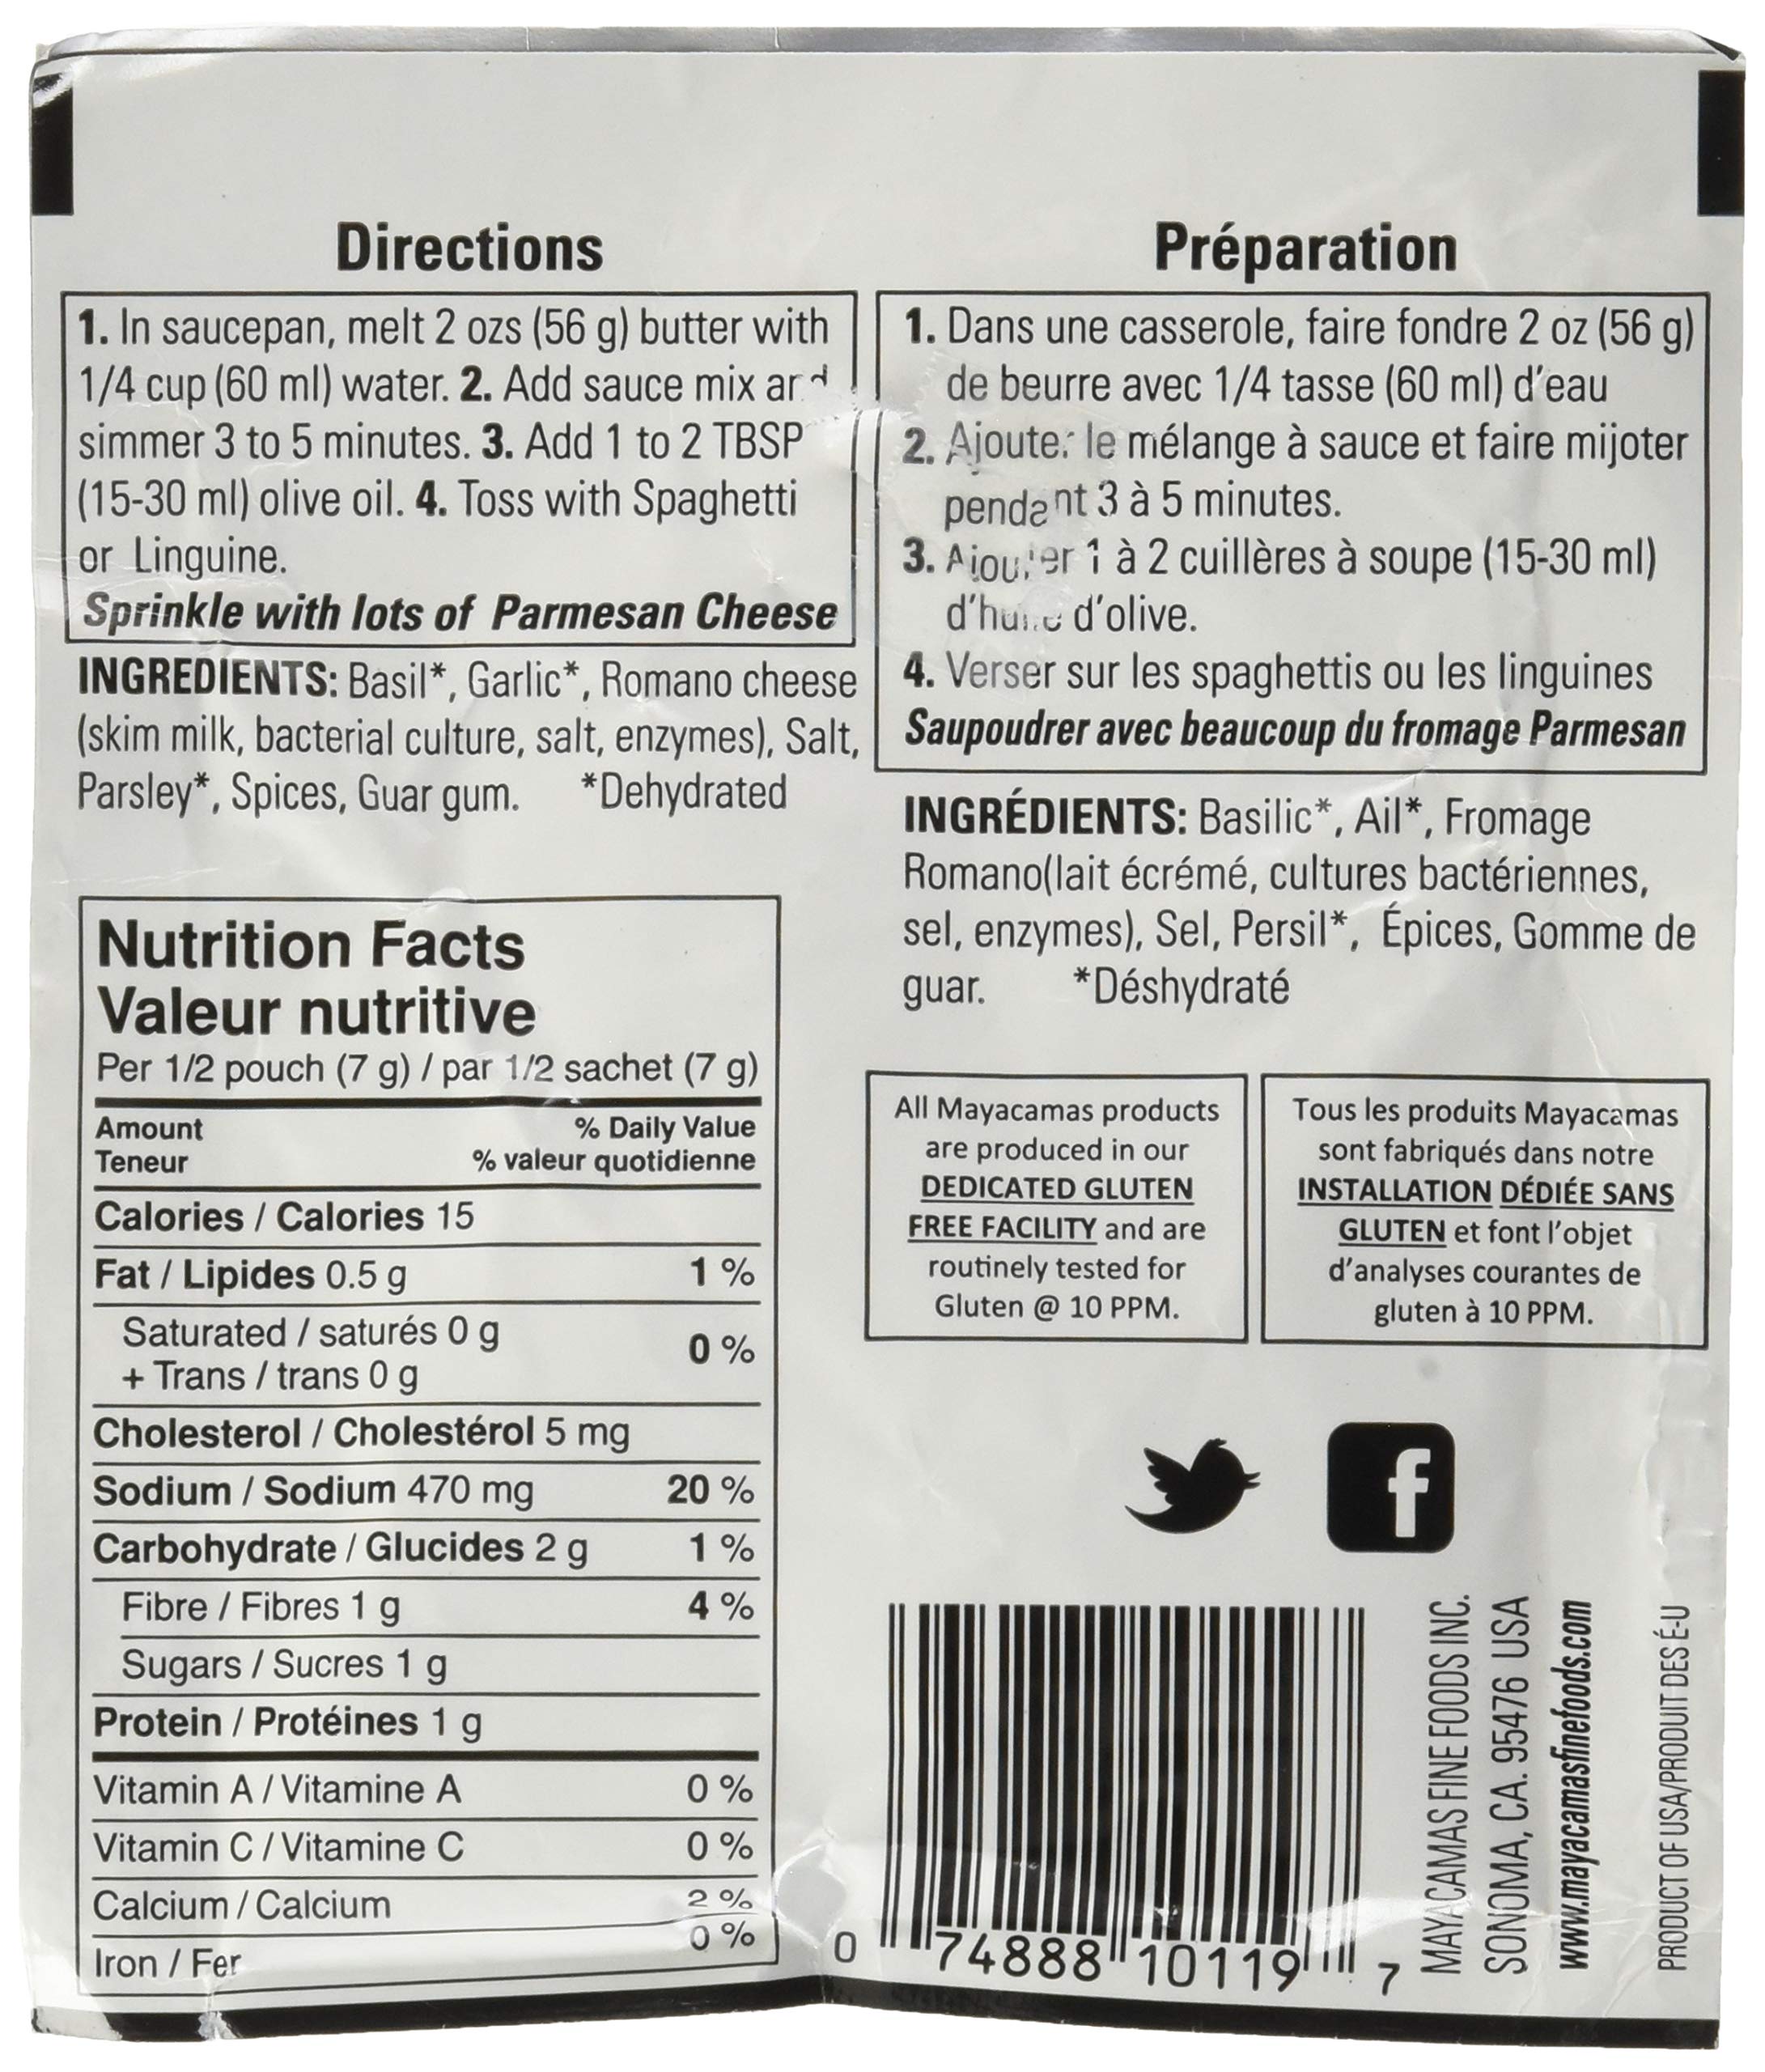 Directions
1. In saucepan, melt 2 ozs (56 g) butter with
1/4 cup (60 ml) water. 2. Add sauce mix and
simmer 3 to 5 minutes. 3. Add 1 to 2 TBSP
(15-30 ml) olive oil. 4. Toss with Spaghetti
or Linguine.
Sprinkle with lots of Parmesan Cheese
INGREDIENTS: Basil*, Garlic*, Romano cheese
(skim milk, bacterial culture, salt, enzymes), Salt,
Parsley*, Spices, Guar gum. *Dehydrated
Nutrition Facts
Valeur nutritive
Per 1/2 pouch (7 g) / par 1/2 sachet (7 g)
Amount % Daily Value
Teneur % valeur quotidienne
Calories / Calories 15
Fat / Lipides 0.5 g 1 %
Saturated / saturés 0 g
+ Trans / trans 0 g 0 %
Cholesterol / Cholestérol 5 mg
Sodium / Sodium 470 mg 20 %
Carbohydrate / Glucides 2 g 1 %
Fibre / Fibres 1 g 4 %
Sugars / Sucres 1 g
Protein / Protéines 1 g
Vitamin A / Vitamine A 0 %
Vitamin C / Vitamine C 0 %
Calcium / Calcium 2 %
Iron / Fer 0 %
Préparation
1. Dans une casserole, faire fondre 2 oz (56 g)
de beurre avec 1/4 tasse (60 ml) d'eau
2. Ajouter le mélange à sauce et faire mijoter
pendant 3 à 5 minutes.
3. Ajouter 1 à 2 cuillères à soupe (15-30 ml)
d'huile d'olive.
4. Verser sur les spaghettis ou les linguines
Saupoudrer avec beaucoup du fromage Parmesan
INGRÉDIENTS: Basilic*, Ail*, Fromage
Romano(lait écrémé, cultures bactériennes,
sel, enzymes), Sel, Persil*, Épices, Gomme de
guar. *Déshydraté
All Mayacamas products
are produced in our
DEDICATED GLUTEN
FREE FACILITY and are
routinely tested for
Gluten @ 10 PPM.
Tous les produits Mayacamas
sont fabriqués dans notre
INSTALLATION DÉDIÉE SANS
GLUTEN et font l'objet
d'analyses courantes de
gluten à 10 PPM.
f
0 74888 10119 7
MAYACAMAS FINE FOODS INC.
SONOMA, CA. 95476 USA
www.mayacamasfinefoods.com
PRODUCT OF USA/PRODUIT DES É-U